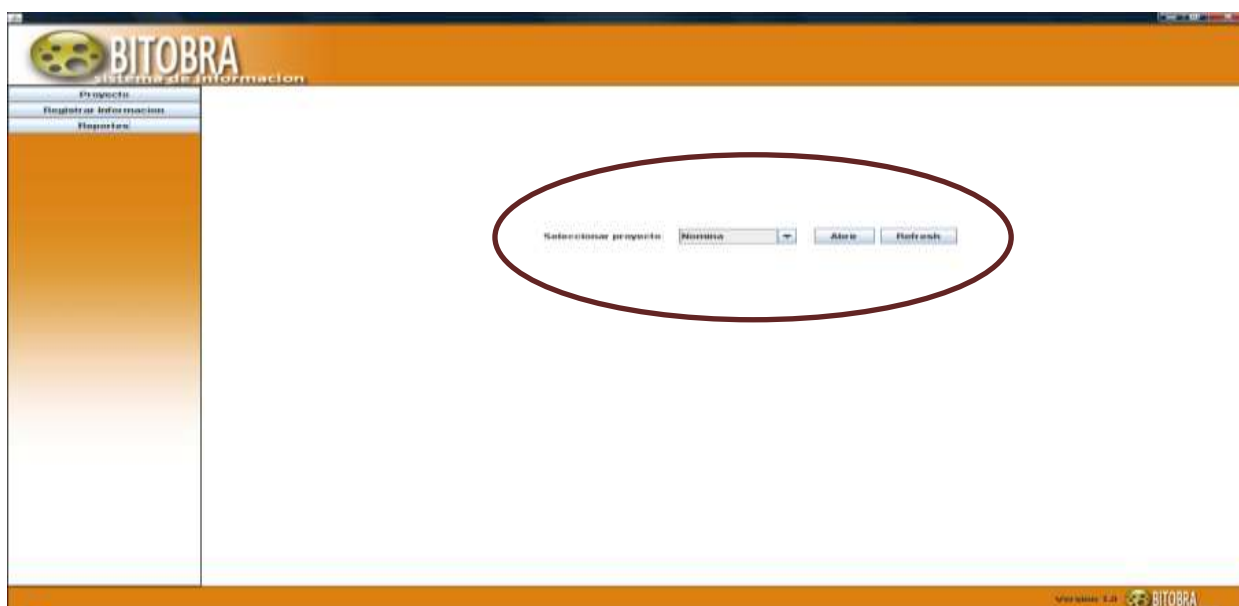 BITOBRA
sistema de informacion
Proyecto
Registrar Informacion
Reportes
Seleccionar proyecto Nomina Abre Refresh
Version 1.0 BITOBRA